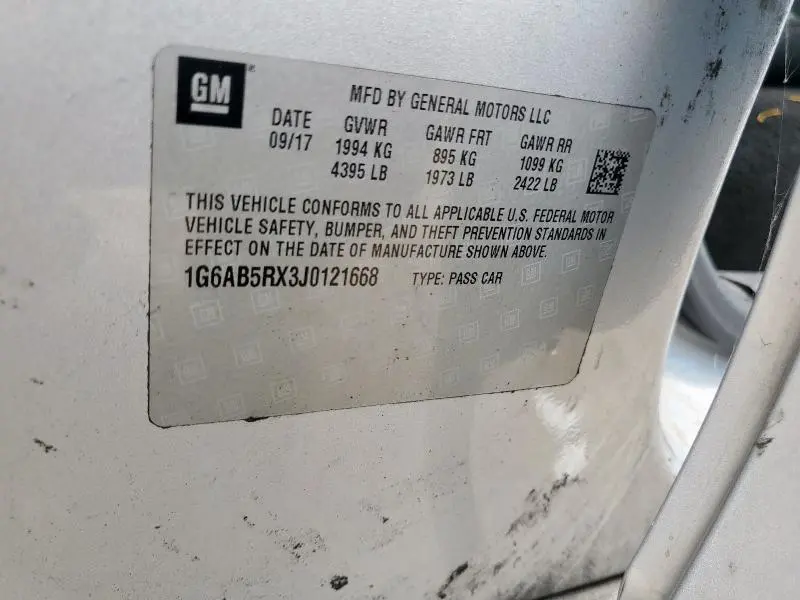 GM
MFD BY GENERAL MOTORS LLC
DATE GVWR GAWR FRT GAWR RR
09/17 1994 KG 895 KG 1099 KG
4395 LB 1973 LB 2422 LB
THIS VEHICLE CONFORMS TO ALL APPLICABLE U.S. FEDERAL MOTOR
VEHICLE SAFETY, BUMPER, AND THEFT PREVENTION STANDARDS IN
EFFECT ON THE DATE OF MANUFACTURE SHOWN ABOVE.
1G6AB5RX3J0121668 TYPE: PASS CAR